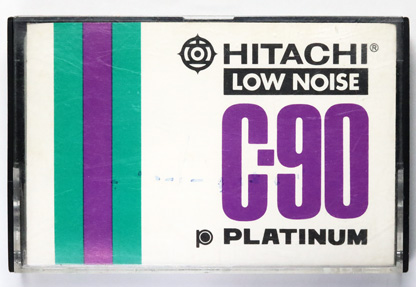 HITACHI®
LOW NOISE
C-90
p PLATINUM